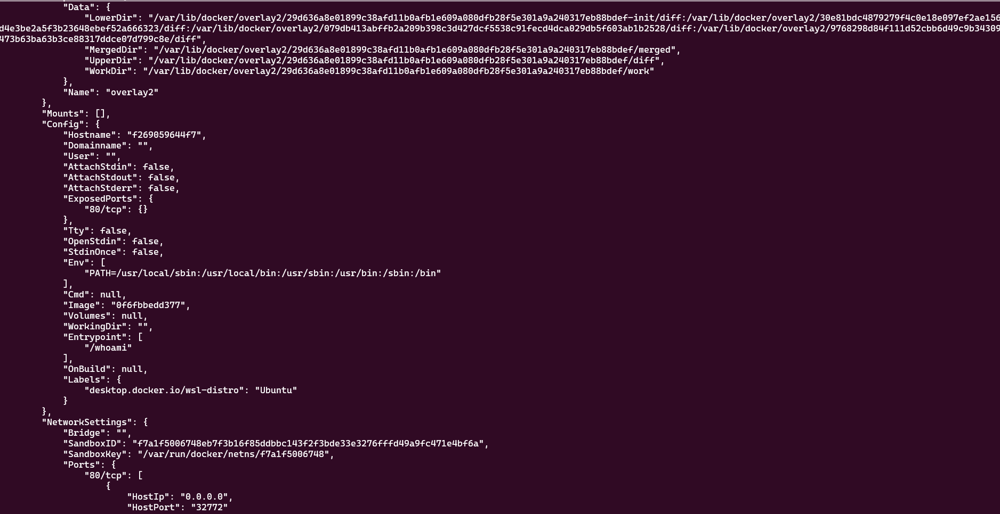 "Data": {
"LowerDir": "/var/lib/docker/overlay2/29d636a8e01899c38afd11b0afb1e609a080dfb28f5e301a9a240317eb88bdef-init/diff:/var/lib/docker/overlay2/30e81bdc4879279f4c0e18e097ef2ae156
d4e3be2a5f3b23648ebef52a666323/diff:/var/lib/docker/overlay2/079db413abffb2a209b398c3d427dcf5538c91fecd4dca029db5f603ab1b2528/diff:/var/lib/docker/overlay2/9768298d84f111d52cbb6d49c9b34309
473b63ba63b3ce88317ddce07d799c8e/diff",
"MergedDir": "/var/lib/docker/overlay2/29d636a8e01899c38afd11b0afb1e609a080dfb28f5e301a9a240317eb88bdef/merged",
"UpperDir": "/var/lib/docker/overlay2/29d636a8e01899c38afd11b0afb1e609a080dfb28f5e301a9a240317eb88bdef/diff",
"WorkDir": "/var/lib/docker/overlay2/29d636a8e01899c38afd11b0afb1e609a080dfb28f5e301a9a240317eb88bdef/work"
},
"Name": "overlay2"
},
"Mounts": [],
"Config": {
"Hostname": "f269059644f7",
"Domainname": "",
"User": "",
"AttachStdin": false,
"AttachStdout": false,
"AttachStderr": false,
"ExposedPorts": {
"80/tcp": {}
},
"Tty": false,
"OpenStdin": false,
"StdinOnce": false,
"Env": [
"PATH=/usr/local/sbin:/usr/local/bin:/usr/sbin:/usr/bin:/sbin:/bin"
],
"Cmd": null,
"Image": "0f6fbbedd377",
"Volumes": null,
"WorkingDir": "",
"Entrypoint": [
"/whoami"
],
"OnBuild": null,
"Labels": {
"desktop.docker.io/wsl-distro": "Ubuntu"
}
},
"NetworkSettings": {
"Bridge": "",
"SandboxID": "f7a1f5006748eb7f3b16f85ddbbc143f2f3bde33e3276fffd49a9fc471e4bf6a",
"SandboxKey": "/var/run/docker/netns/f7a1f5006748",
"Ports": {
"80/tcp": [
{
"HostIp": "0.0.0.0",
"HostPort": "32772"